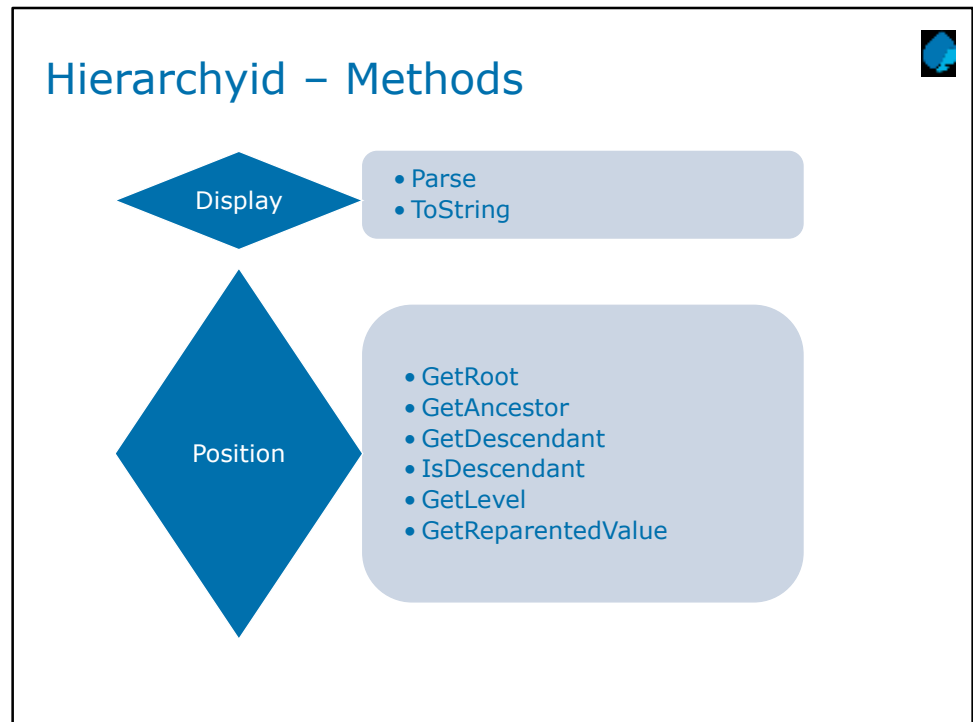 Hierarchyid – Methods
Display
• Parse
• ToString
Position
• GetRoot
• GetAncestor
• GetDescendant
• IsDescendant
• GetLevel
• GetReparentedValue